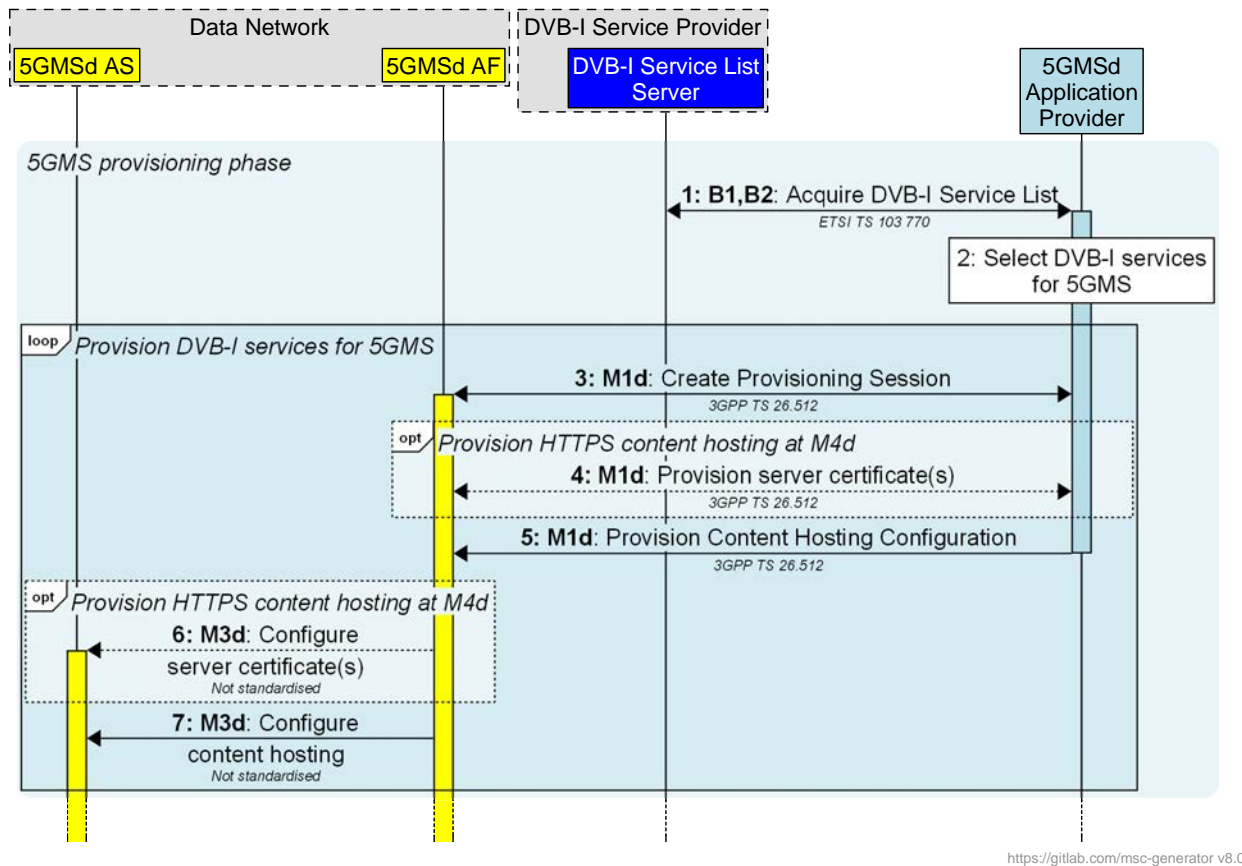 Data Network
DVB-I Service Provider
5GMSd AS
5GMSd AF
DVB-I Service List
Server
5GMSd
Application
Provider
5GMS provisioning phase
1: B1,B2: Acquire DVB-I Service List
ETSI TS 103 770
2: Select DVB-I services
for 5GMS
loop
Provision DVB-I services for 5GMS
3: M1d: Create Provisioning Session
3GPP TS 26.512
opt
Provision HTTPS content hosting at M4d
4: M1d: Provision server certificate(s)
3GPP TS 26.512
5: M1d: Provision Content Hosting Configuration
3GPP TS 26.512
opt
Provision HTTPS content hosting at M4d
6: M3d: Configure
server certificate(s)
Not standardised
7: M3d: Configure
content hosting
Not standardised
https://gitlab.com/msc-generator v8.0